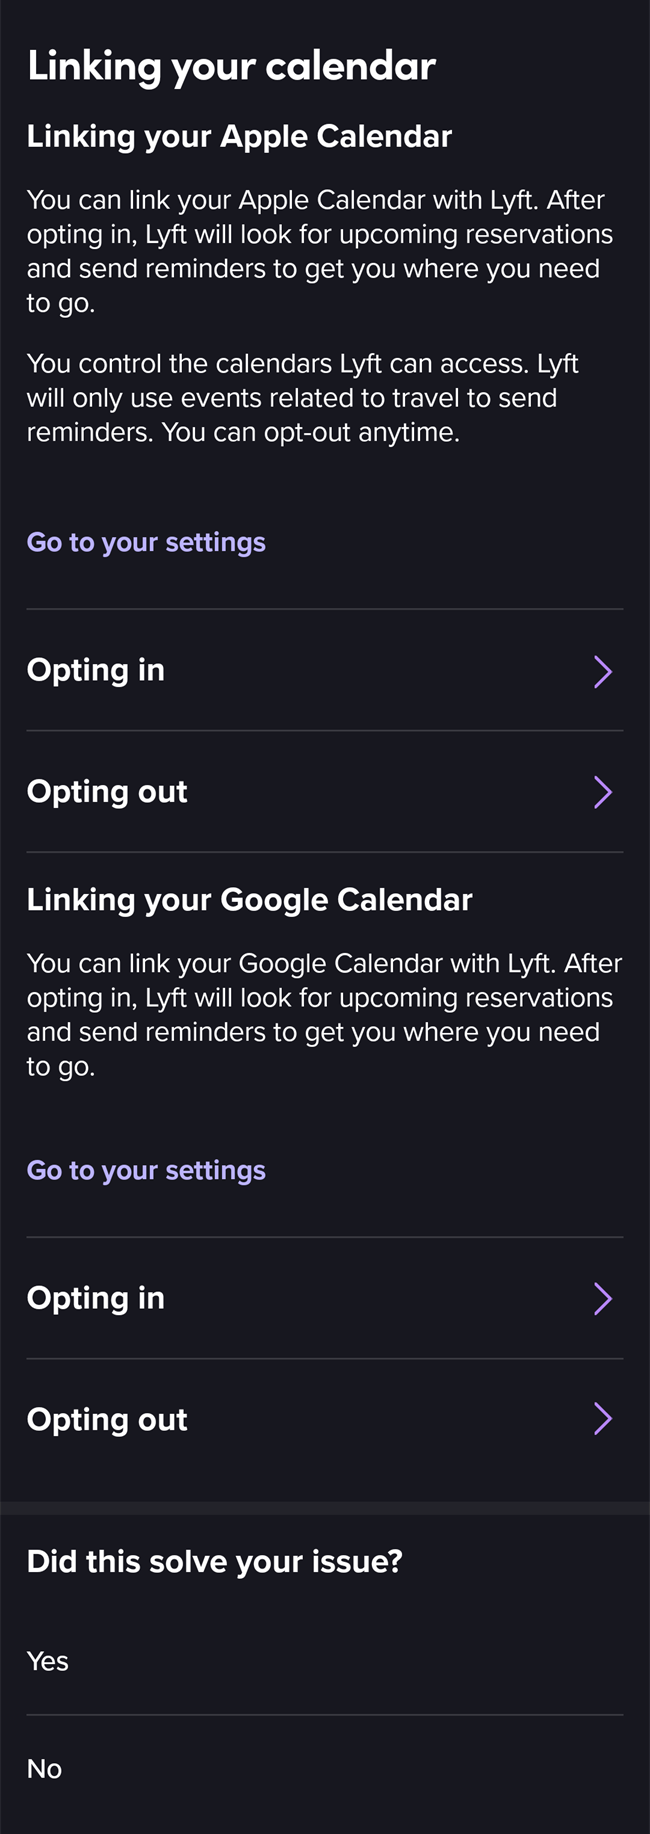 Linking your calendar
Linking your Apple Calendar
You can link your Apple Calendar with Lyft. After
opting in, Lyft will look for upcoming reservations
and send reminders to get you where you need
to go.
You control the calendars Lyft can access. Lyft
will only use events related to travel to send
reminders. You can opt-out anytime.
Go to your settings
Opting in
Opting out
Linking your Google Calendar
You can link your Google Calendar with Lyft. After
opting in, Lyft will look for upcoming reservations
and send reminders to get you where you need
to go.
Go to your settings
Opting in
Opting out
Did this solve your issue?
Yes
No